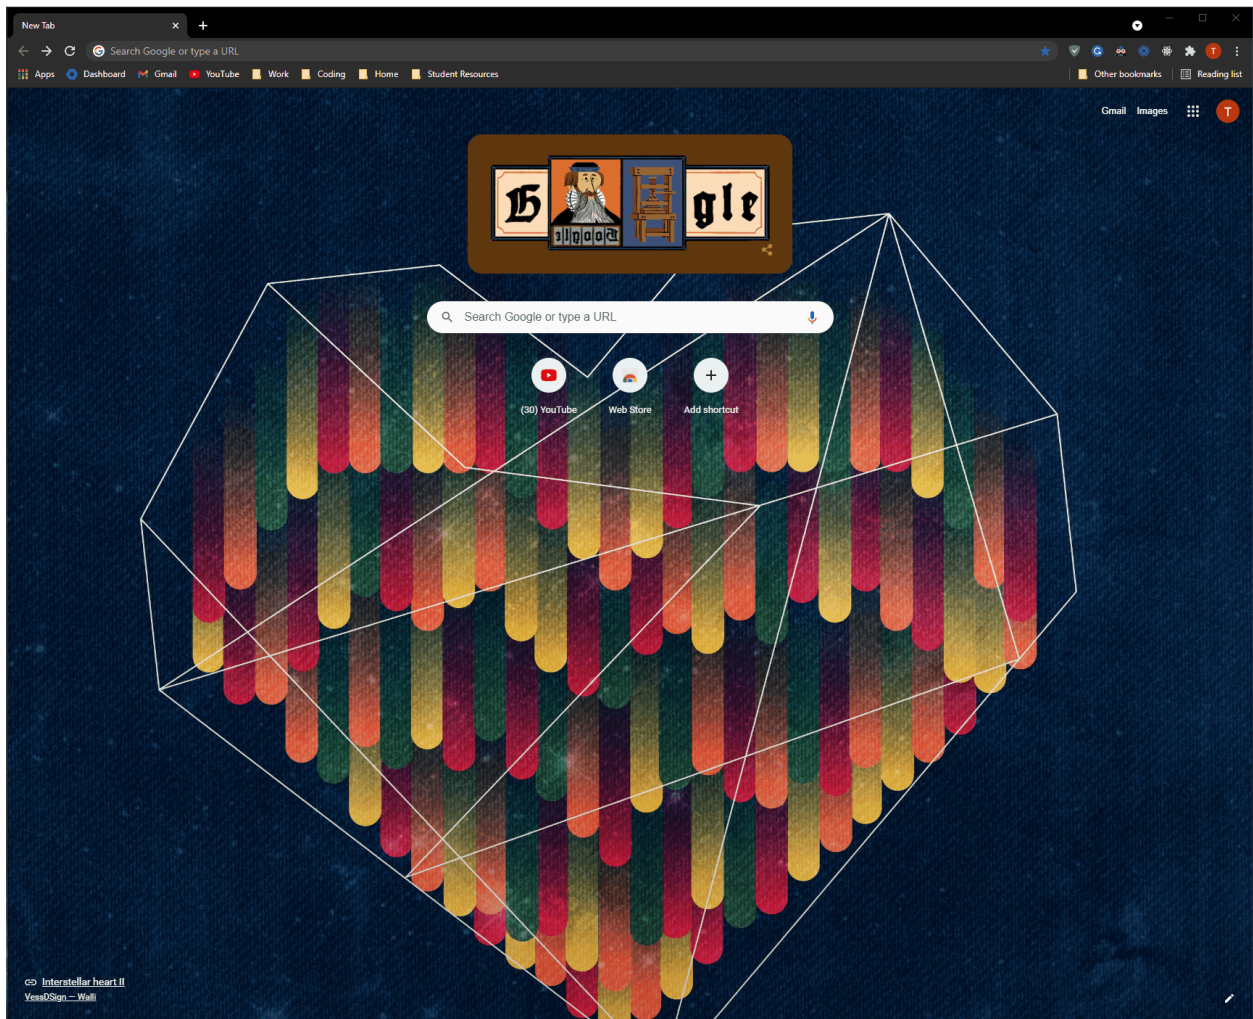 New Tab
Search Google or type a URL
T
Apps Dashboard Gmail YouTube Work Coding Home Student Resources Other bookmarks Reading list
Gmail Images T
G gle
Google
Search Google or type a URL
(30) YouTube Web Store Add shortcut
Interstellar heart II
VessDSign — Walli